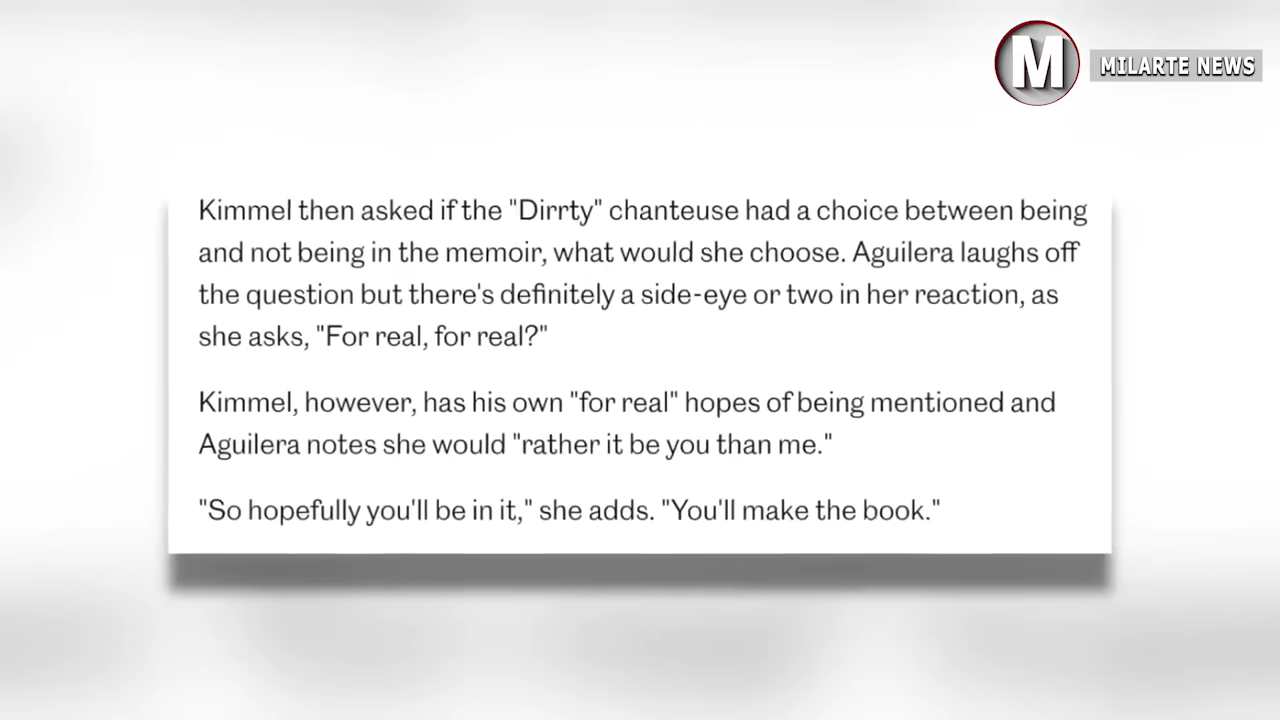 M
MILARTE NEWS
Kimmel then asked if the "Dirrty" chanteuse had a choice between being
and not being in the memoir, what would she choose. Aguilera laughs off
the question but there's definitely a side-eye or two in her reaction, as
she asks, "For real, for real?"
Kimmel, however, has his own "for real" hopes of being mentioned and
Aguilera notes she would "rather it be you than me."
"So hopefully you'll be in it," she adds. "You'll make the book."